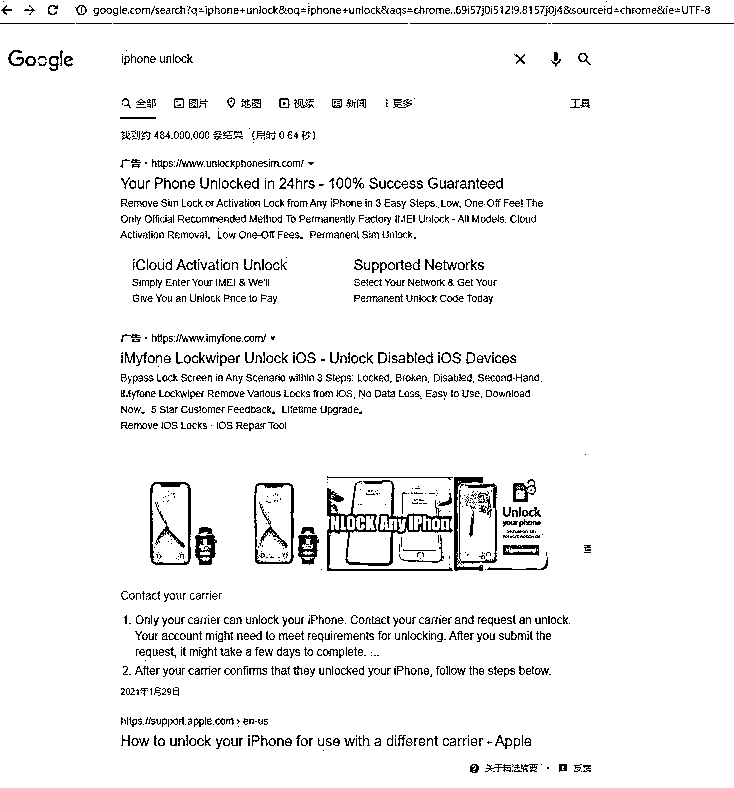 google.com/search?q=iphone+unlock&oq=iphone+unlock&aqs=chrome..69i57j0i512l9.8157j0j4&sourceid=chrome&ie=UTF-8
Google
iphone unlock
全部 图片 地图 视频 新闻 更多 工具
找到约 484,000,000 条结果 (用时 0.64 秒)
广告 · https://www.unlockphonesim.com/
Your Phone Unlocked in 24hrs - 100% Success Guaranteed
Remove Sim Lock or Activation Lock from Any iPhone in 3 Easy Steps. Low, One-Off Fee! The
Only Official Recommended Method To Permanently Factory IMEI Unlock - All Models. Cloud
Activation Removal。 Low One-Off Fees。 Permanent Sim Unlock。
iCloud Activation Unlock
Simply Enter Your IMEI & We'll
Give You an Unlock Price to Pay
Supported Networks
Select Your Network & Get Your
Permanent Unlock Code Today
广告 · https://www.imyfone.com/
iMyfone Lockwiper Unlock iOS - Unlock Disabled iOS Devices
Bypass Lock Screen in Any Scenario within 3 Steps: Locked, Broken, Disabled, Second-Hand.
iMyfone Lockwiper Remove Various Locks from iOS, No Data Loss, Easy to Use, Download
Now。 5 Star Customer Feedback。 Lifetime Upgrade。
Remove iOS Locks · iOS Repair Tool
NLOCK Any iPhon
Unlock
your phone
Contact your carrier
1. Only your carrier can unlock your iPhone. Contact your carrier and request an unlock.
Your account might need to meet requirements for unlocking. After you submit the
request, it might take a few days to complete. ...
2. After your carrier confirms that they unlocked your iPhone, follow the steps below.
2021年1月29日
https://support.apple.com › en-us
How to unlock your iPhone for use with a different carrier - Apple
关于精选摘要 · 反馈